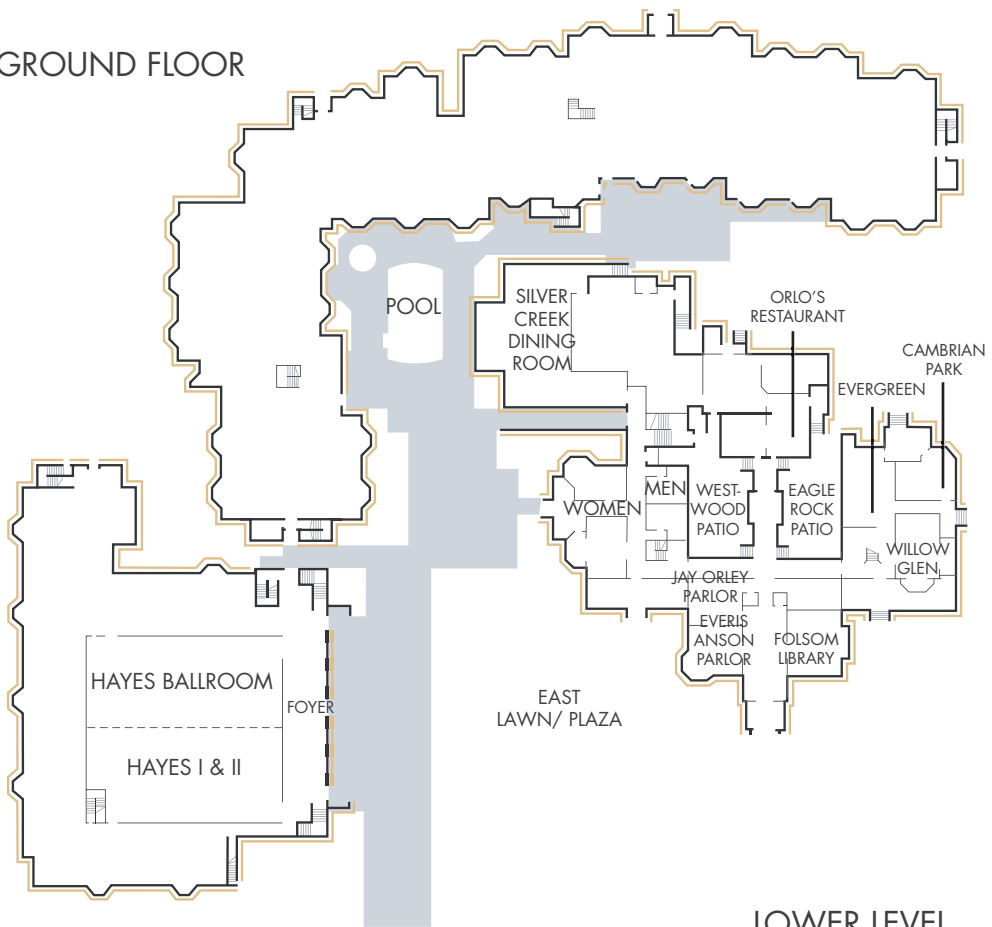 GROUND FLOOR
POOL
SILVER
CREEK
DINING
ROOM
ORLO'S
RESTAURANT
CAMBRIAN
PARK
EVERGREEN
WOMEN
MEN
WEST-
WOOD
PATIO
EAGLE
ROCK
PATIO
WILLOW
GLEN
JAY ORLEY
PARLOR
EVERIS
ANSON
PARLOR
FOLSOM
LIBRARY
HAYES BALLROOM
FOYER
HAYES I & II
EAST
LAWN/ PLAZA
LOWER LEVEL